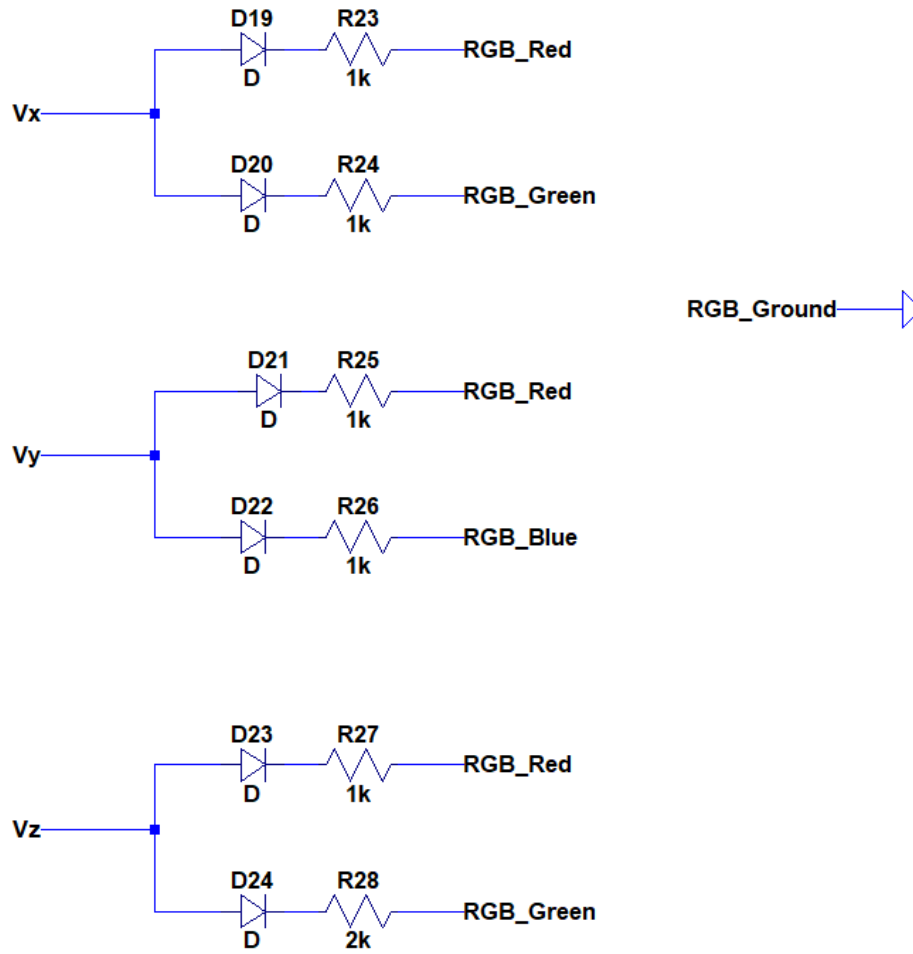 D19 R23
RGB_Red
D 1k
Vx
D20 R24
RGB_Green
D 1k
RGB_Ground
D21 R25
RGB_Red
D 1k
Vy
D22 R26
RGB_Blue
D 1k
D23 R27
RGB_Red
D 1k
Vz
D24 R28
RGB_Green
D 2k